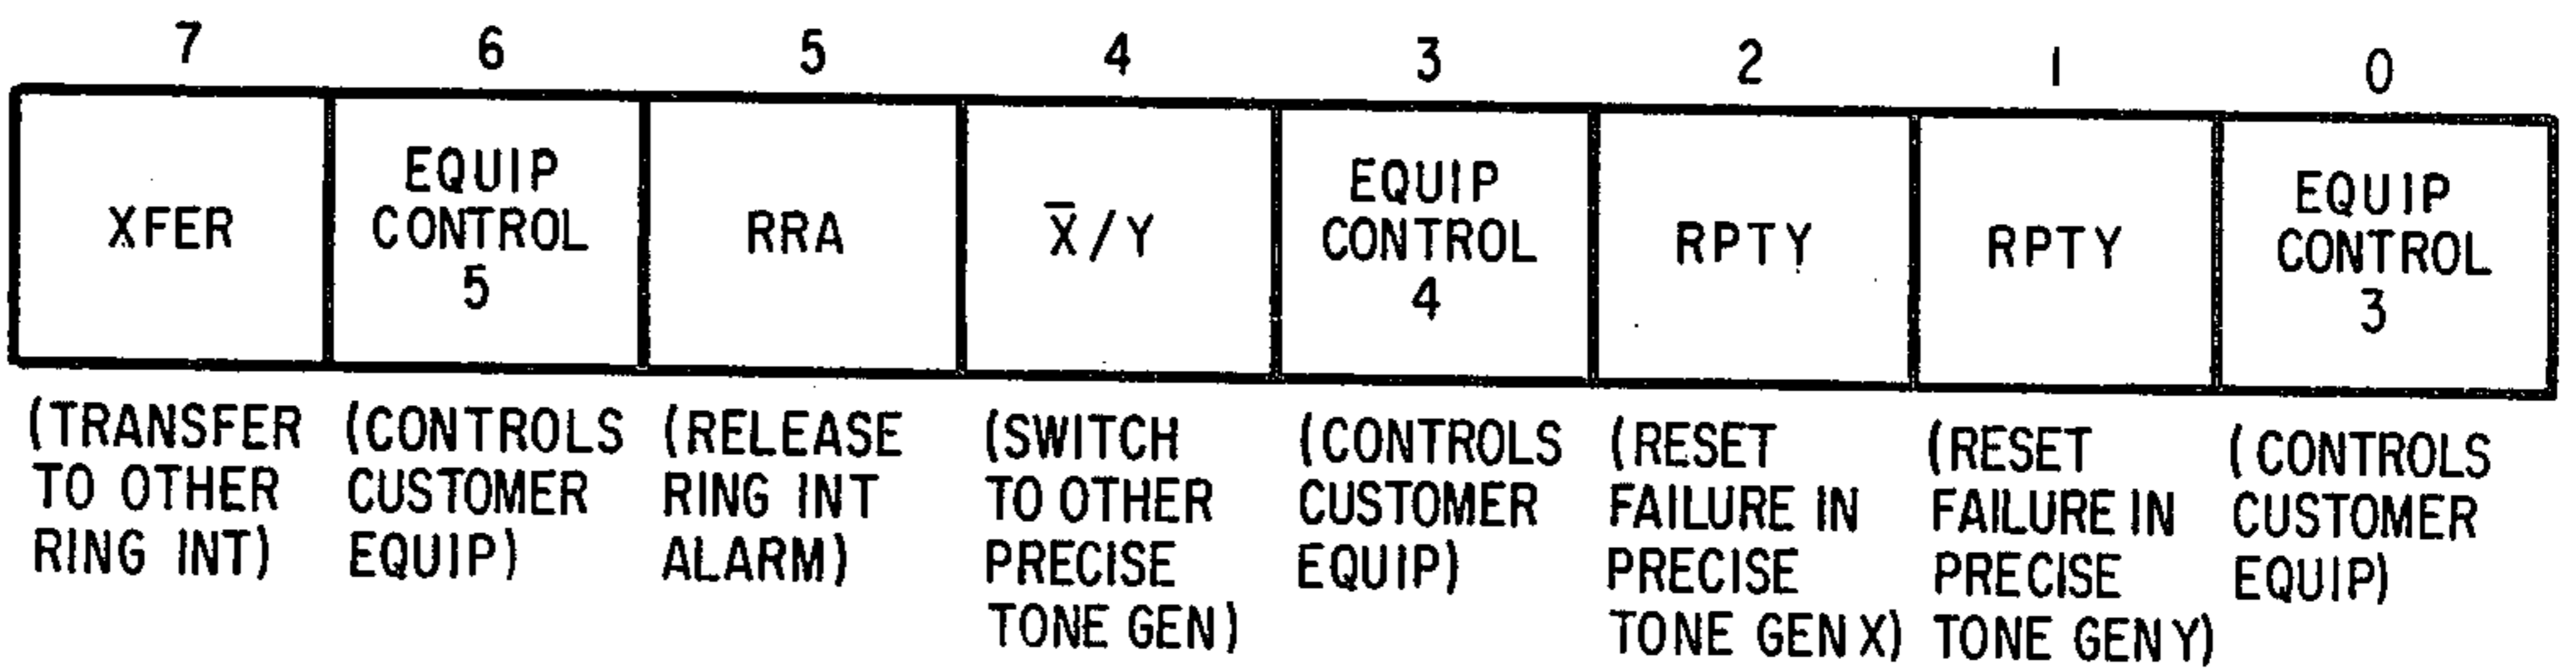 7 6 5 4 3 2 1 0
XFER
EQUIP
CONTROL
5
RRA
X̅/Y
EQUIP
CONTROL
4
RPTY
RPTY
EQUIP
CONTROL
3
(TRANSFER
TO OTHER
RING INT)
(CONTROLS
CUSTOMER
EQUIP)
(RELEASE
RING INT
ALARM)
(SWITCH
TO OTHER
PRECISE
TONE GEN)
(CONTROLS
CUSTOMER
EQUIP)
(RESET
FAILURE IN
PRECISE
TONE GEN X)
(RESET
FAILURE IN
PRECISE
TONE GEN Y)
(CONTROLS
CUSTOMER
EQUIP)